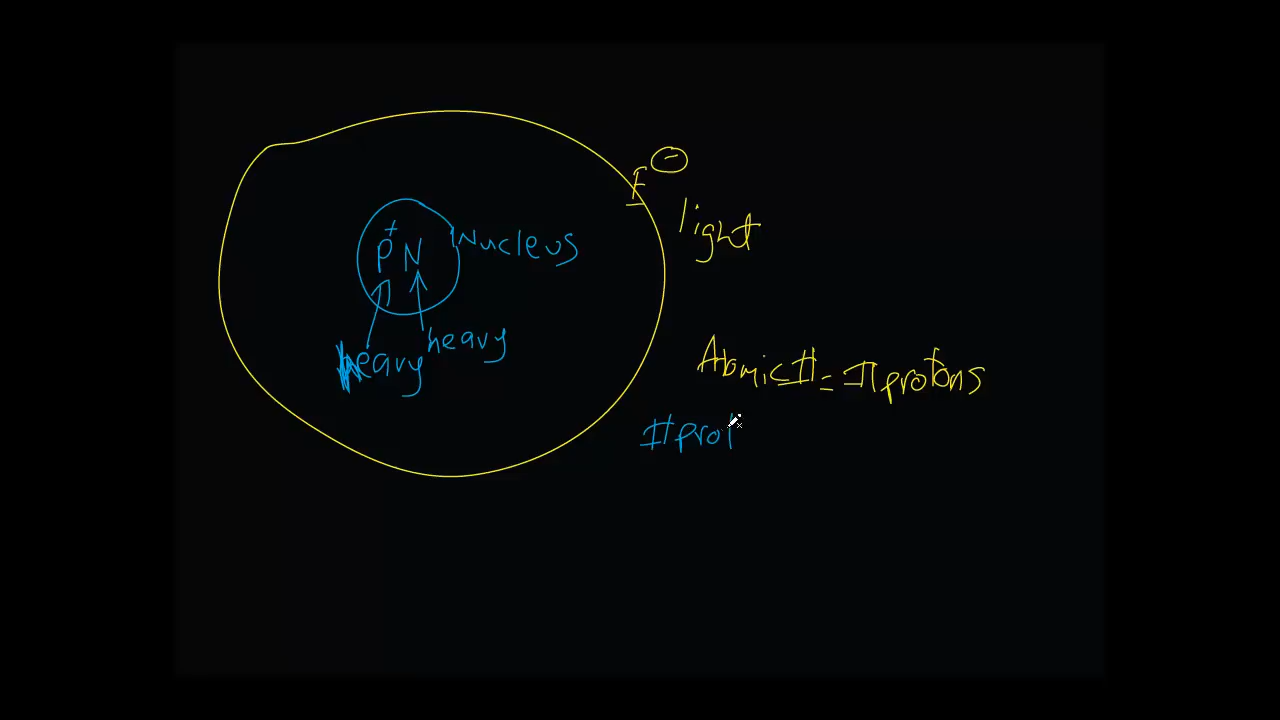 E −
light
P+ N Nucleus
heavy heavy
Atomic # = # protons
# prot